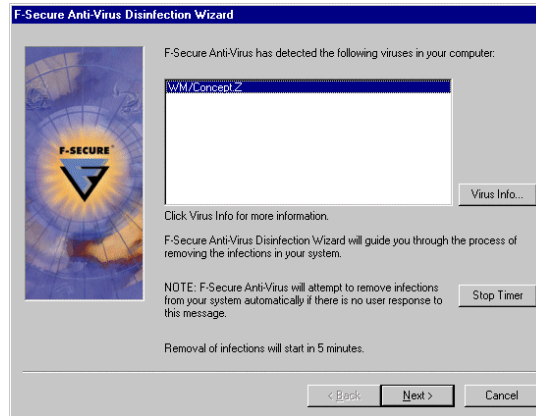 F-Secure Anti-Virus Disinfection Wizard
F-Secure Anti-Virus has detected the following viruses in your computer:
WM/Concept.Z
F-SECURE®
Virus Info...
Click Virus Info for more information.
F-Secure Anti-Virus Disinfection Wizard will guide you through the process of
removing the infections in your system.
NOTE: F-Secure Anti-Virus will attempt to remove infections
from your system automatically if there is no user response to
this message.
Stop Timer
Removal of infections will start in 5 minutes.
< Back
Next >
Cancel